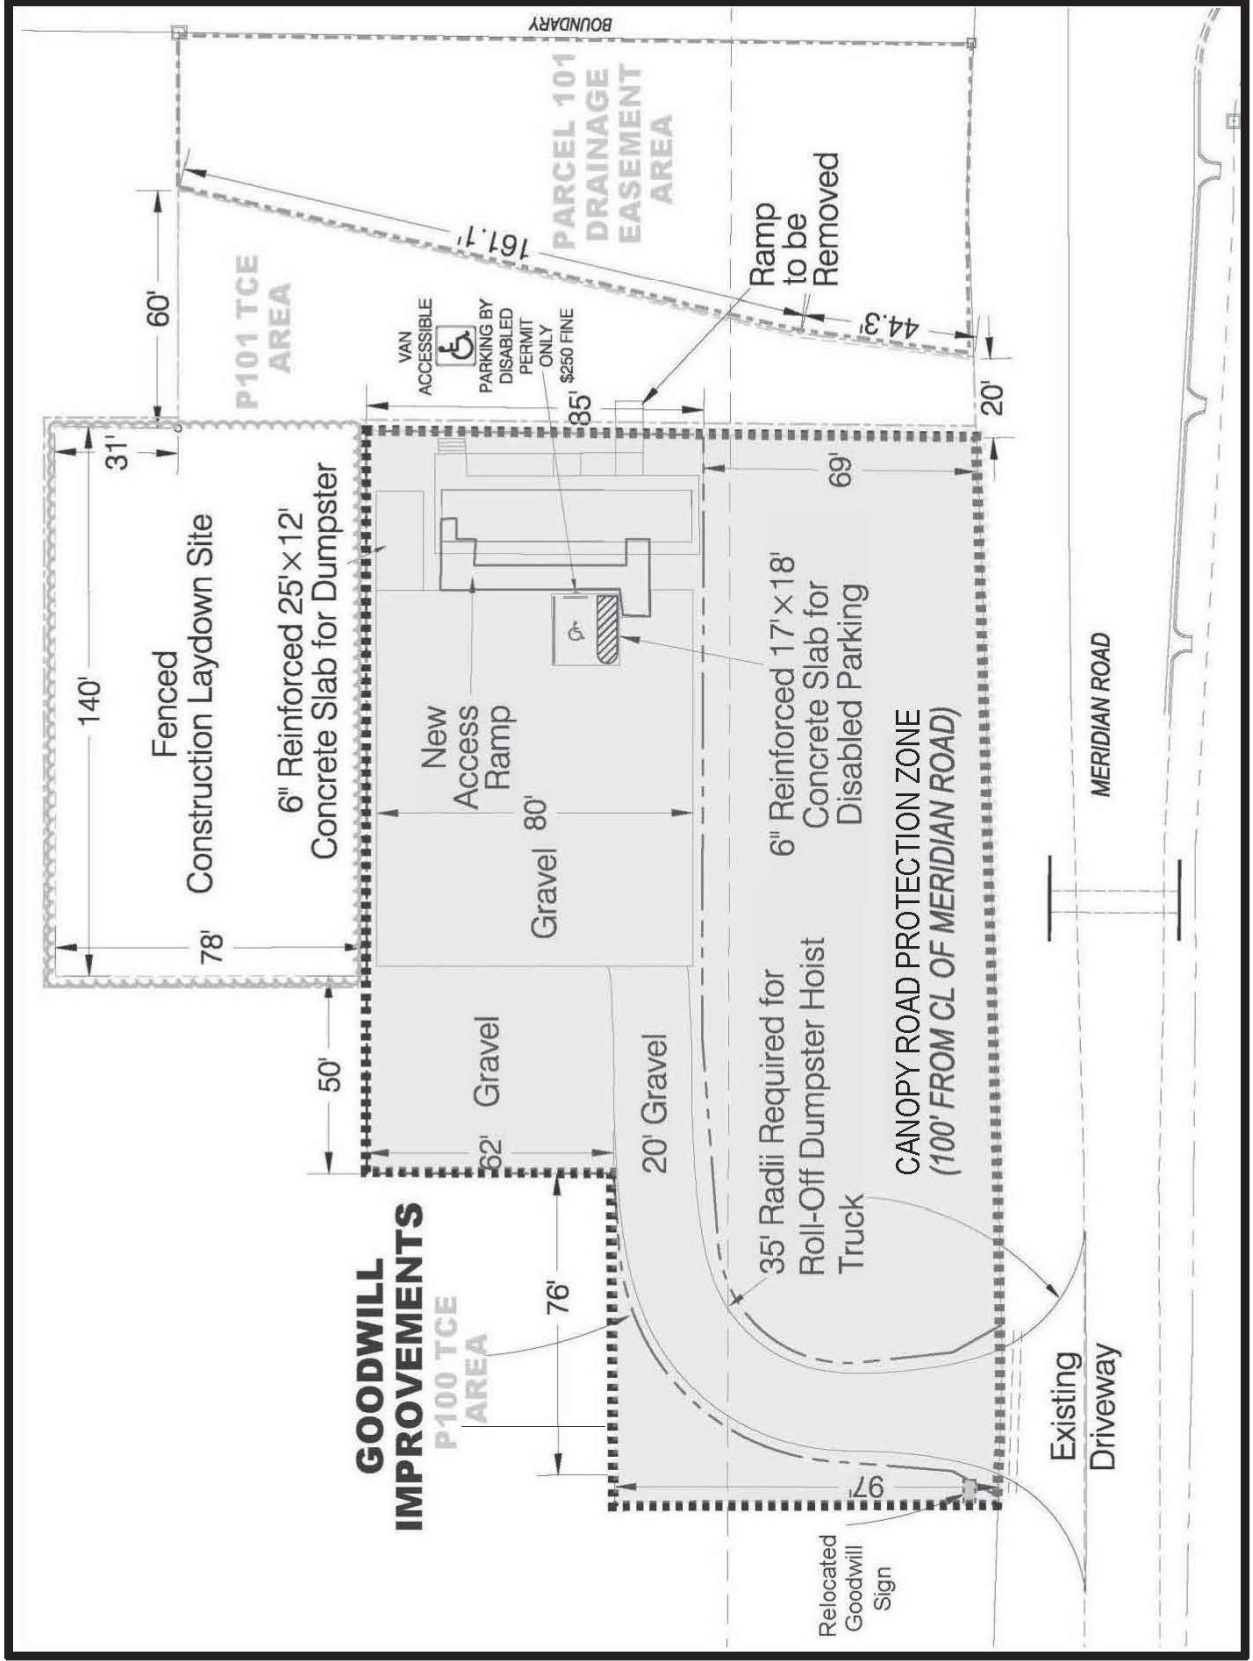 BOUNDARY
PARCEL 101
DRAINAGE
EASEMENT
AREA
161.1'
44.3'
60'
P101 TCE
AREA
Ramp
to be
Removed
20'
VAN
ACCESSIBLE
PARKING BY
DISABLED
PERMIT
ONLY
$250 FINE
85'
69'
31'
140'
78'
Fenced
Construction Laydown Site
6" Reinforced 25'×12'
Concrete Slab for Dumpster
New
Access
Ramp
80'
Gravel
6" Reinforced 17'×18'
Concrete Slab for
Disabled Parking
CANOPY ROAD PROTECTION ZONE
(100' FROM CL OF MERIDIAN ROAD)
MERIDIAN ROAD
50'
Gravel
62'
20' Gravel
35' Radii Required for
Roll-Off Dumpster Hoist
Truck
GOODWILL
IMPROVEMENTS
P100 TCE
AREA
76'
97'
Existing
Driveway
Relocated
Goodwill
Sign